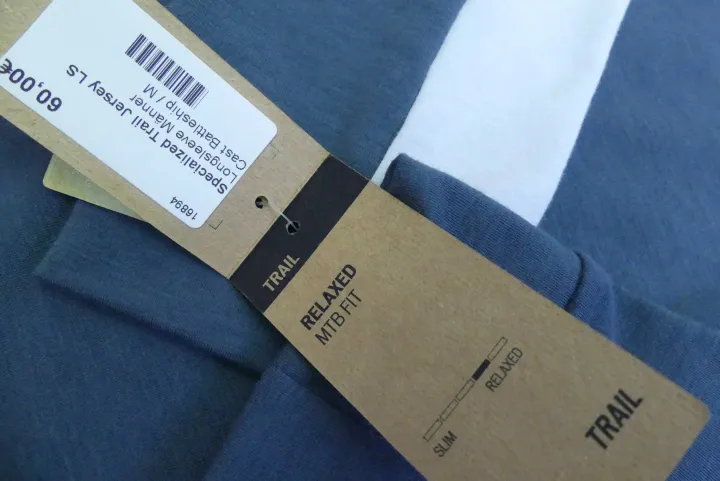 60,00€
Specialized Trail Jersey LS
Longsleeve Männer
Cast Battleship / M
16894
TRAIL
RELAXED
MTB FIT
SLIM
RELAXED
TRAIL